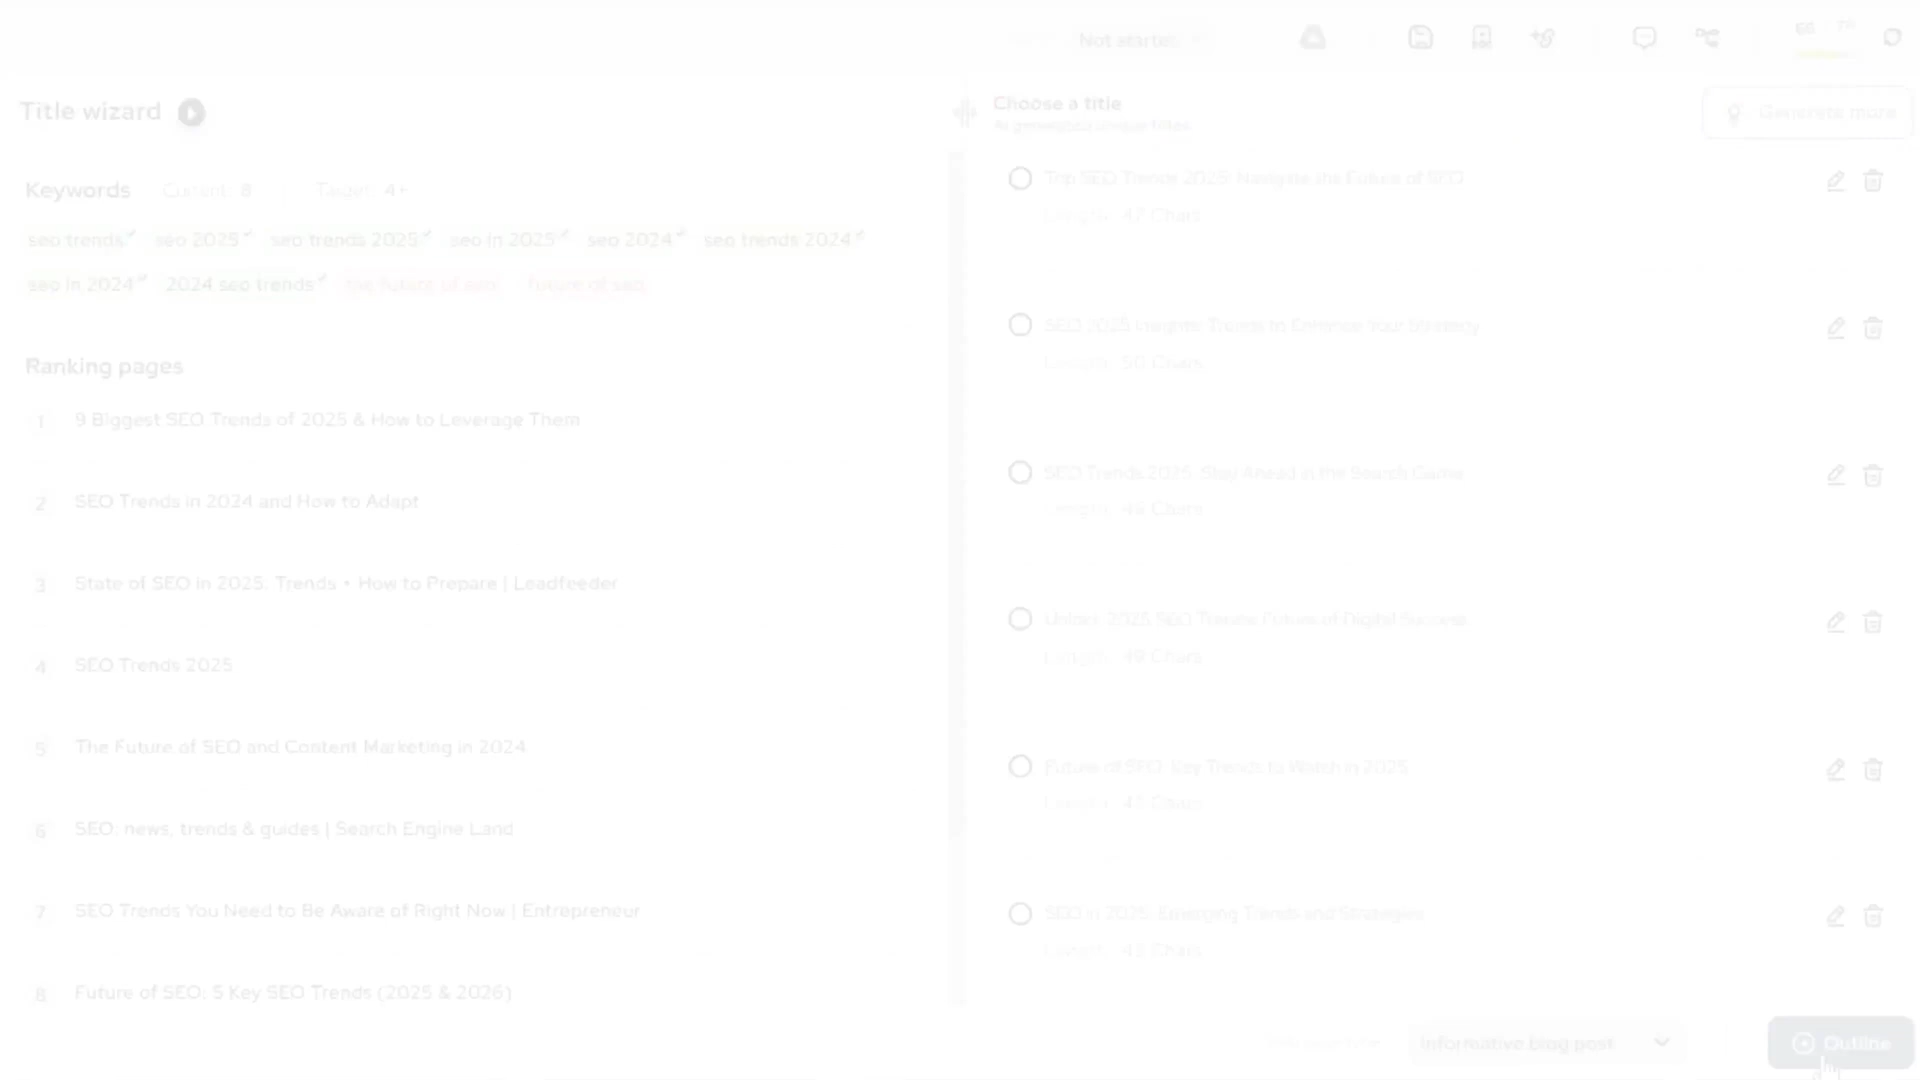 Not started
66
Title wizard
Choose a title
AI generated unique titles
Generate more
Keywords Current: 8 Target: 4+
seo trends seo 2025 seo trends 2025 seo in 2025 seo 2024 seo trends 2024
seo in 2024 2024 seo trends the future of seo future of seo
Top SEO Trends 2025: Navigate the Future of SEO
Length: 47 Chars
SEO 2025 Insights: Trends to Enhance Your Strategy
Length: 50 Chars
Ranking pages
1 9 Biggest SEO Trends of 2025 & How to Leverage Them
2 SEO Trends in 2024 and How to Adapt
3 State of SEO in 2025: Trends + How to Prepare | Leadfeeder
4 SEO Trends 2025
5 The Future of SEO and Content Marketing in 2024
6 SEO: news, trends & guides | Search Engine Land
7 SEO Trends You Need to Be Aware of Right Now | Entrepreneur
8 Future of SEO: 5 Key SEO Trends (2025 & 2026)
SEO Trends 2025: Stay Ahead in the Search Game
Length: Chars
Unlock 2025 SEO Trends: Future of Digital Success
Length: 49 Chars
Future of SEO: Key Trends to Watch in 2025
Length: Chars
SEO in 2025: Emerging Trends and Strategies
Length: 43 Chars
Informative blog post
Outline